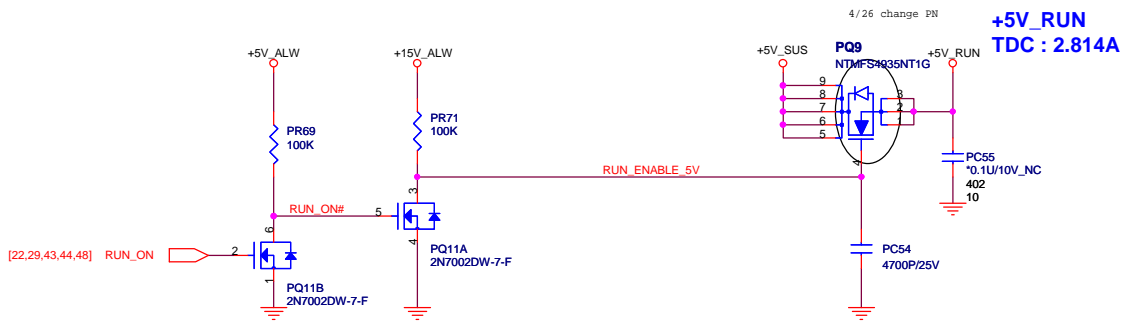 4/26 change PN
+5V_RUN
TDC : 2.814A
+5V_ALW
+15V_ALW
+5V_SUS
PQ9
NTMFS4935NT1G
+5V_RUN
9
8
7
6
5
3
2
1
4
PR69
100K
PR71
100K
PC55
*0.1U/10V_NC
402
10
RUN_ENABLE_5V
3
RUN_ON#
5
4
PQ11A
2N7002DW-7-F
6
[22,29,43,44,48]
RUN_ON
2
1
PQ11B
2N7002DW-7-F
PC54
4700P/25V